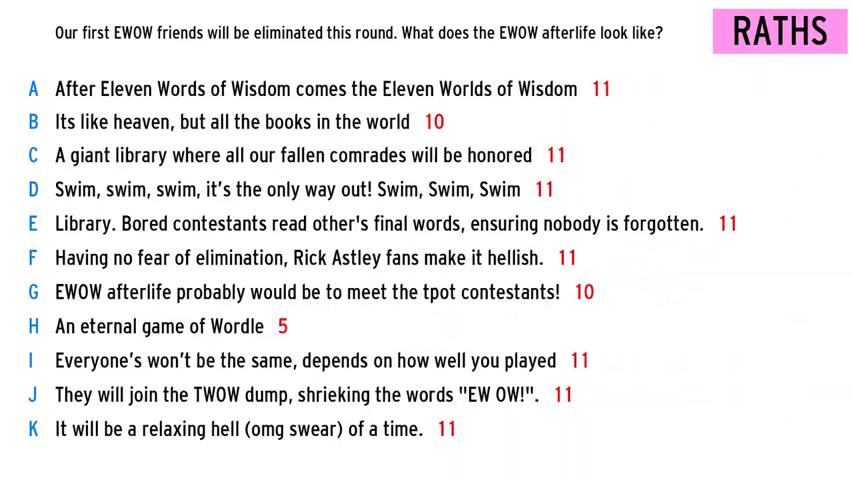 Our first EWOW friends will be eliminated this round. What does the EWOW afterlife look like?
RATHS
A After Eleven Words of Wisdom comes the Eleven Worlds of Wisdom 11
B Its like heaven, but all the books in the world 10
C A giant library where all our fallen comrades will be honored 11
D Swim, swim, swim, it's the only way out! Swim, Swim, Swim 11
E Library. Bored contestants read other's final words, ensuring nobody is forgotten. 11
F Having no fear of elimination, Rick Astley fans make it hellish. 11
G EWOW afterlife probably would be to meet the tpot contestants! 10
H An eternal game of Wordle 5
I Everyone's won't be the same, depends on how well you played 11
J They will join the TWOW dump, shrieking the words "EW OW!". 11
K It will be a relaxing hell (omg swear) of a time. 11